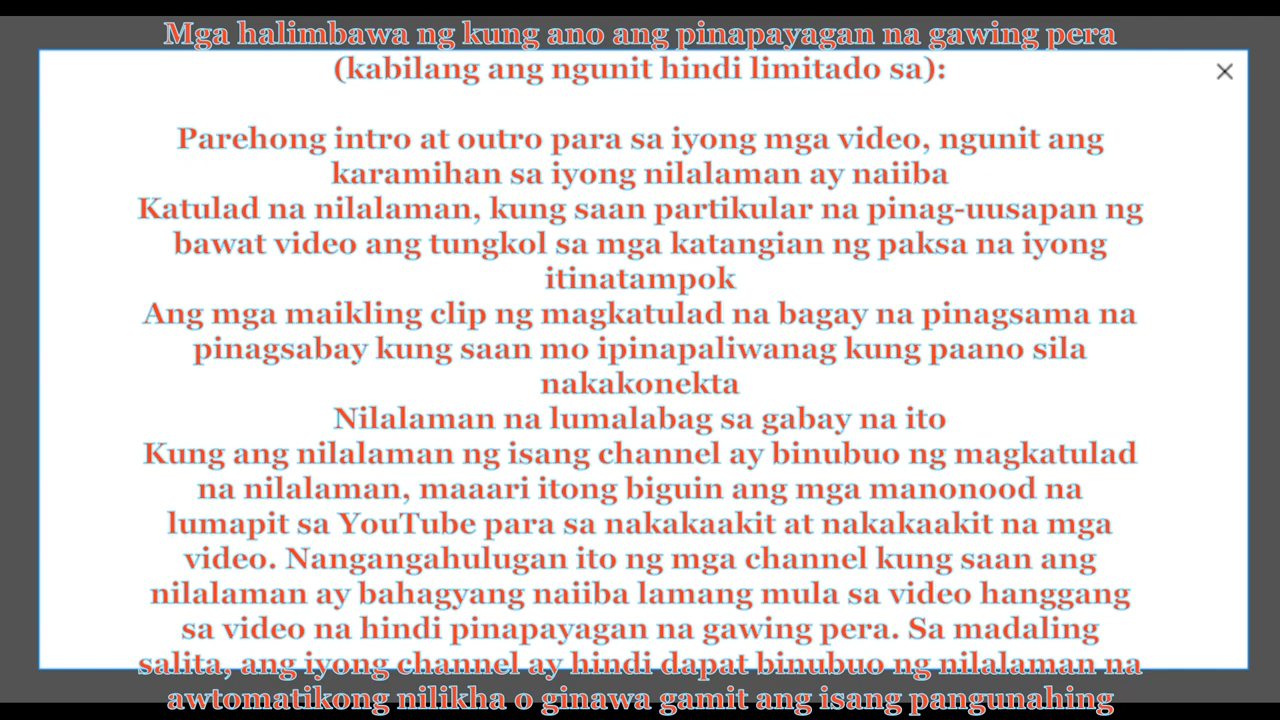 Mga halimbawa ng kung ano ang pinapayagan na gawing pera
(kabilang ang ngunit hindi limitado sa):
Parehong intro at outro para sa iyong mga video, ngunit ang
karamihan sa iyong nilalaman ay naiiba
Katulad na nilalaman, kung saan partikular na pinag-uusapan ng
bawat video ang tungkol sa mga katangian ng paksa na iyong
itinatampok
Ang mga maikling clip ng magkatulad na bagay na pinagsama na
pinagsabay kung saan mo ipinapaliwanag kung paano sila
nakakonekta
Nilalaman na lumalabag sa gabay na ito
Kung ang nilalaman ng isang channel ay binubuo ng magkatulad
na nilalaman, maaari itong biguin ang mga manonood na
lumapit sa YouTube para sa nakakaakit at nakakaakit na mga
video. Nangangahulugan ito ng mga channel kung saan ang
nilalaman ay bahagyang naiiba lamang mula sa video hanggang
sa video na hindi pinapayagan na gawing pera. Sa madaling
salita, ang iyong channel ay hindi dapat binubuo ng nilalaman na
awtomatikong nilikha o ginawa gamit ang isang pangunahing